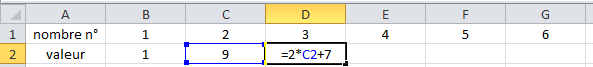 A B C D E F G
1 nombre n° 1 2 3 4 5 6
2 valeur 1 9 =2*C2+7